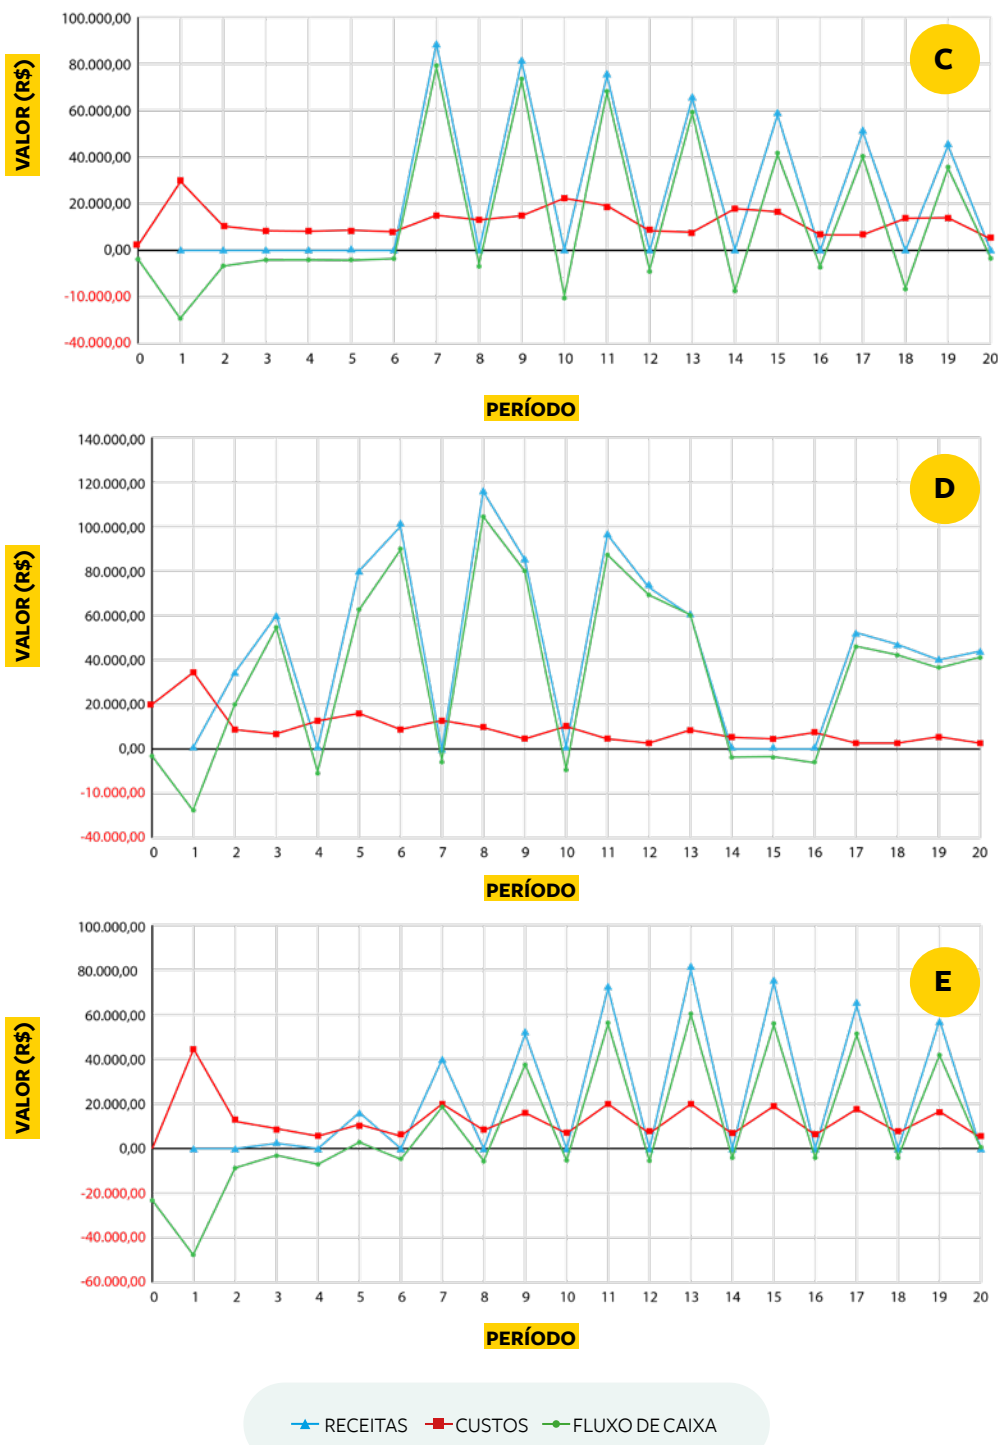 VALOR (R$)
100.000,00
80.000,00
60.000,00
40.000,00
20.000,00
0,00
-10.000,00
-40.000,00
C
0 1 2 3 4 5 6 7 8 9 10 11 12 13 14 15 16 17 18 19 20
PERÍODO
VALOR (R$)
140.000,00
120.000,00
100.000,00
80.000,00
60.000,00
40.000,00
20.000,00
0,00
-10.000,00
-40.000,00
D
0 1 2 3 4 5 6 7 8 9 10 11 12 13 14 15 16 17 18 19 20
PERÍODO
VALOR (R$)
100.000,00
80.000,00
60.000,00
40.000,00
20.000,00
0,00
-20.000,00
-40.000,00
-60.000,00
E
0 1 2 3 4 5 6 7 8 9 10 11 12 13 14 15 16 17 18 19 20
PERÍODO
RECEITAS CUSTOS FLUXO DE CAIXA